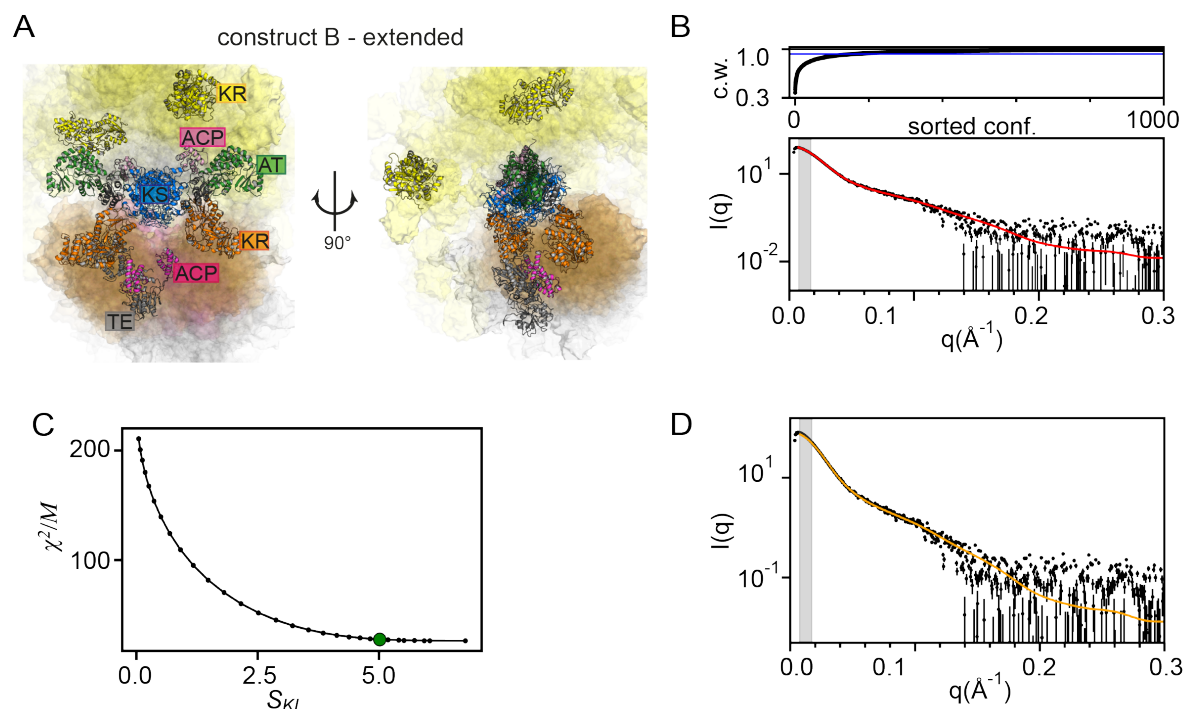 A
construct B - extended
KR
ACP
AT
KS
KR
ACP
TE
90°
B
c.w.
1.0
0.3
0
sorted conf.
1000
I(q)
10¹
10⁻²
0.0
0.1
0.2
0.3
q(Å⁻¹)
C
χ²/M
200
100
0.0
2.5
5.0
D
I(q)
10¹
10⁻¹
0.0
0.1
0.2
0.3
q(Å⁻¹)